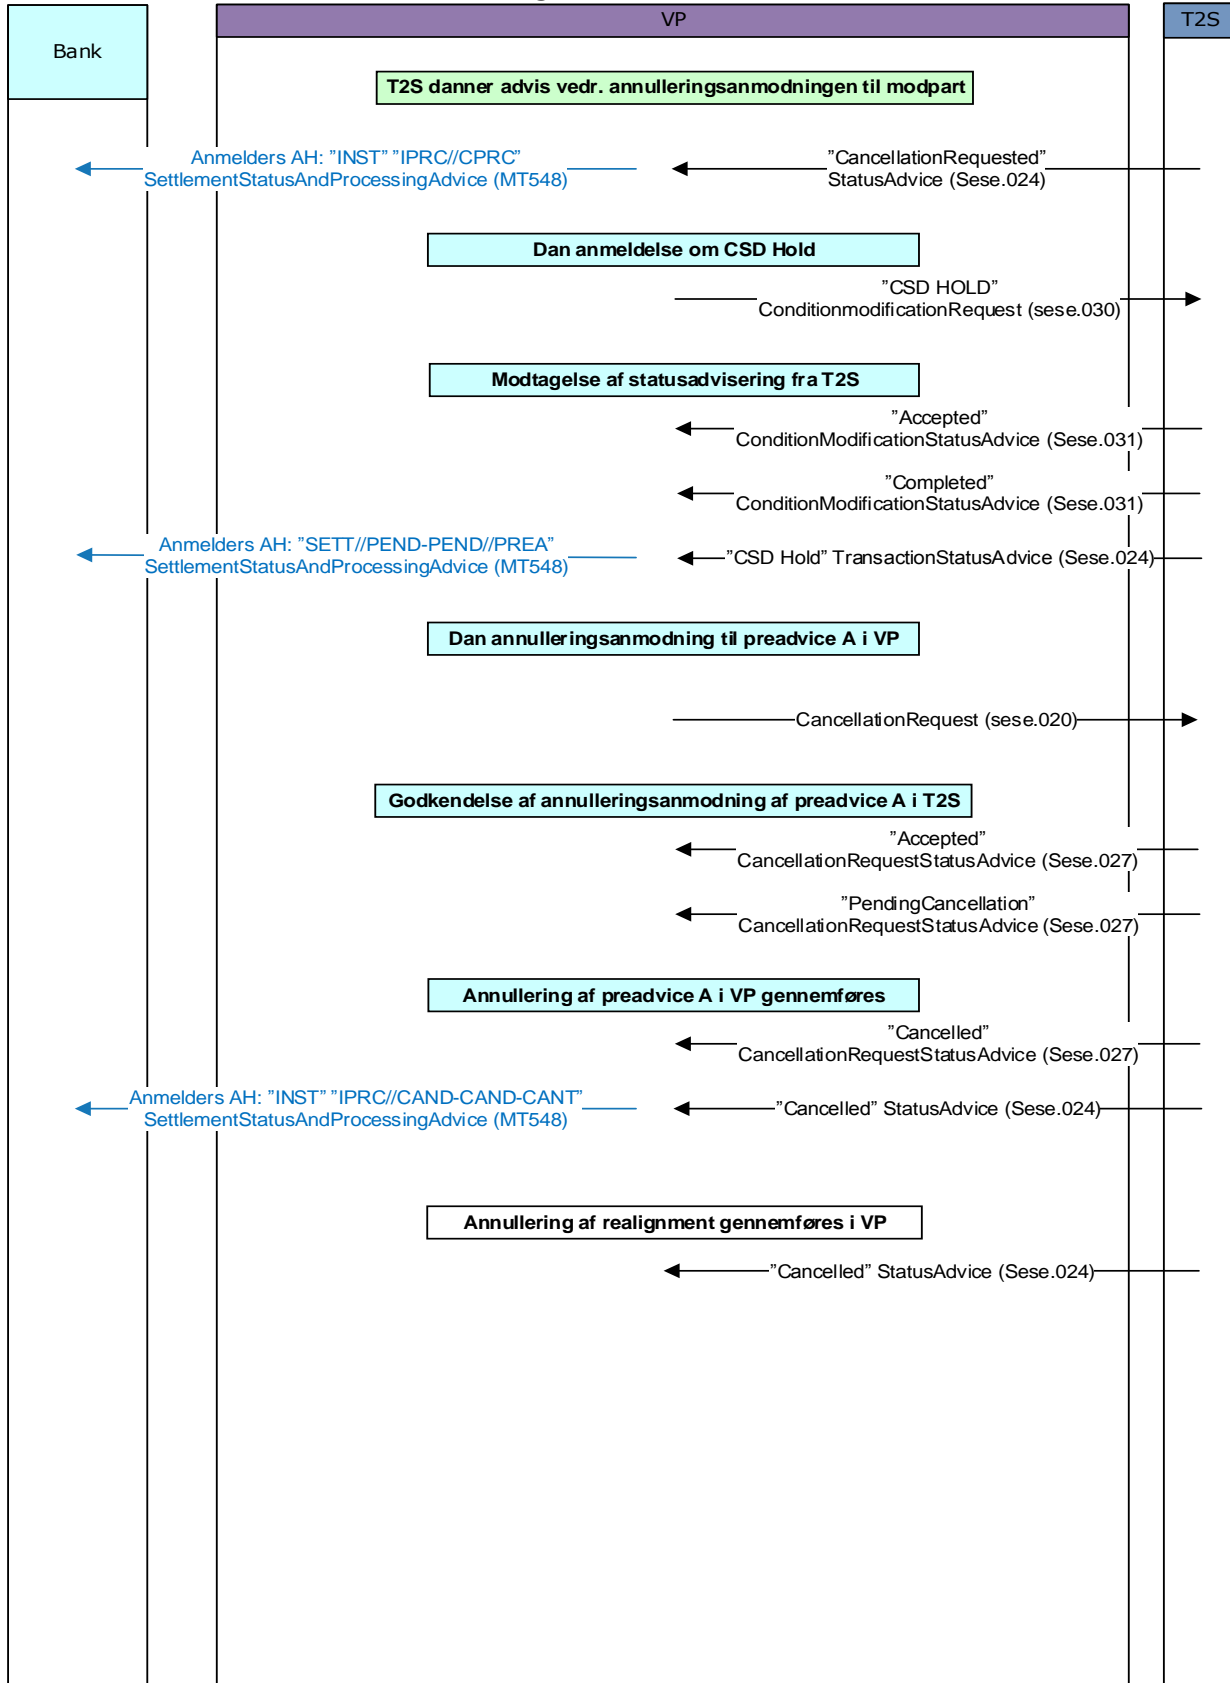 Bank
VP
T2S
T2S danner advis vedr. annulleringsanmodningen til modpart
Anmelders AH: ”INST” ”IPRC//CPRC”
SettlementStatusAndProcessingAdvice (MT548)
”CancellationRequested”
StatusAdvice (Sese.024)
Dan anmeldelse om CSD Hold
”CSD HOLD”
ConditionmodificationRequest (sese.030)
Modtagelse af statusadvisering fra T2S
”Accepted”
ConditionModificationStatusAdvice (Sese.031)
”Completed”
ConditionModificationStatusAdvice (Sese.031)
Anmelders AH: ”SETT//PEND-PEND//PREA”
SettlementStatusAndProcessingAdvice (MT548)
”CSD Hold” TransactionStatusAdvice (Sese.024)
Dan annulleringsanmodning til preadvice A i VP
CancellationRequest (sese.020)
Godkendelse af annulleringsanmodning af preadvice A i T2S
”Accepted”
CancellationRequestStatusAdvice (Sese.027)
”PendingCancellation”
CancellationRequestStatusAdvice (Sese.027)
Annullering af preadvice A i VP gennemføres
”Cancelled”
CancellationRequestStatusAdvice (Sese.027)
Anmelders AH: ”INST” ”IPRC//CAND-CAND-CANT”
SettlementStatusAndProcessingAdvice (MT548)
”Cancelled” StatusAdvice (Sese.024)
Annullering af realignment gennemføres i VP
”Cancelled” StatusAdvice (Sese.024)